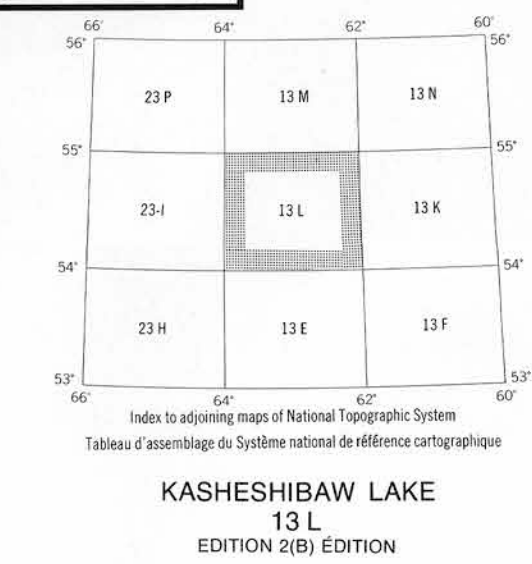 66° 64° 62° 60°
56° 56°
23 P 13 M 13 N
55° 55°
23-I 13 L 13 K
54° 54°
23 H 13 E 13 F
53° 53°
66° 64° 62° 60°
Index to adjoining maps of National Topographic System
Tableau d'assemblage du Système national de référence cartographique
KASHESHIBAW LAKE
13 L
EDITION 2(B) ÉDITION